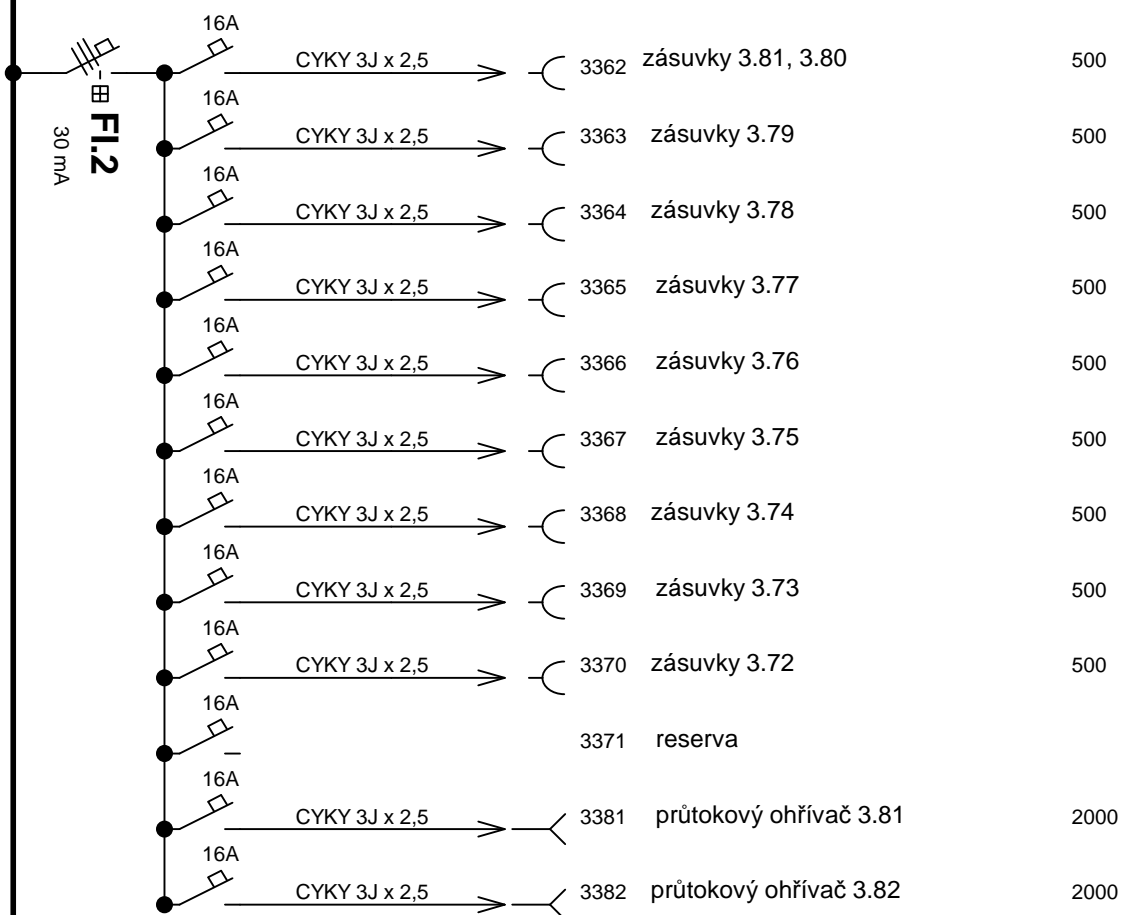 16A
CYKY 3J x 2,5 3362 zásuvky 3.81, 3.80 500
FI.2
30 mA
16A
CYKY 3J x 2,5 3363 zásuvky 3.79 500
16A
CYKY 3J x 2,5 3364 zásuvky 3.78 500
16A
CYKY 3J x 2,5 3365 zásuvky 3.77 500
16A
CYKY 3J x 2,5 3366 zásuvky 3.76 500
16A
CYKY 3J x 2,5 3367 zásuvky 3.75 500
16A
CYKY 3J x 2,5 3368 zásuvky 3.74 500
16A
CYKY 3J x 2,5 3369 zásuvky 3.73 500
16A
CYKY 3J x 2,5 3370 zásuvky 3.72 500
16A
3371 reserva
16A
CYKY 3J x 2,5 3381 průtokový ohřívač 3.81 2000
16A
CYKY 3J x 2,5 3382 průtokový ohřívač 3.82 2000